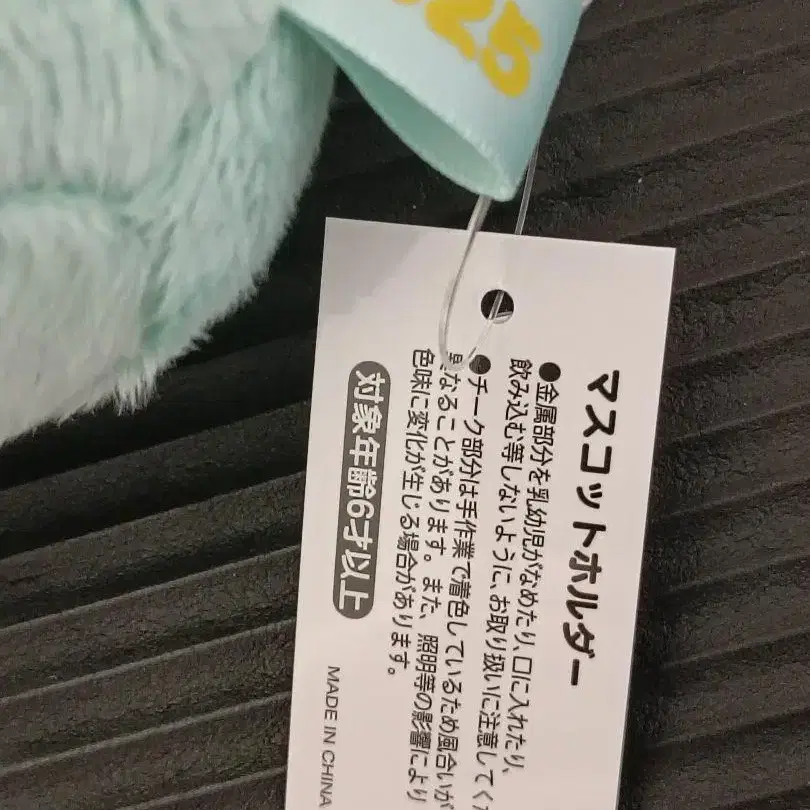 25
マスコットホルダー
●金属部分を乳幼児がなめたり、口に入れたり、
飲み込む等しないように、お取り扱いに注意してくだ
●チーク部分は手作業で着色しているため風合いが
異なることがあります。また、照明等の影響により
色味に変化が生じる場合があります。
対象年齢6才以上
MADE IN CHINA